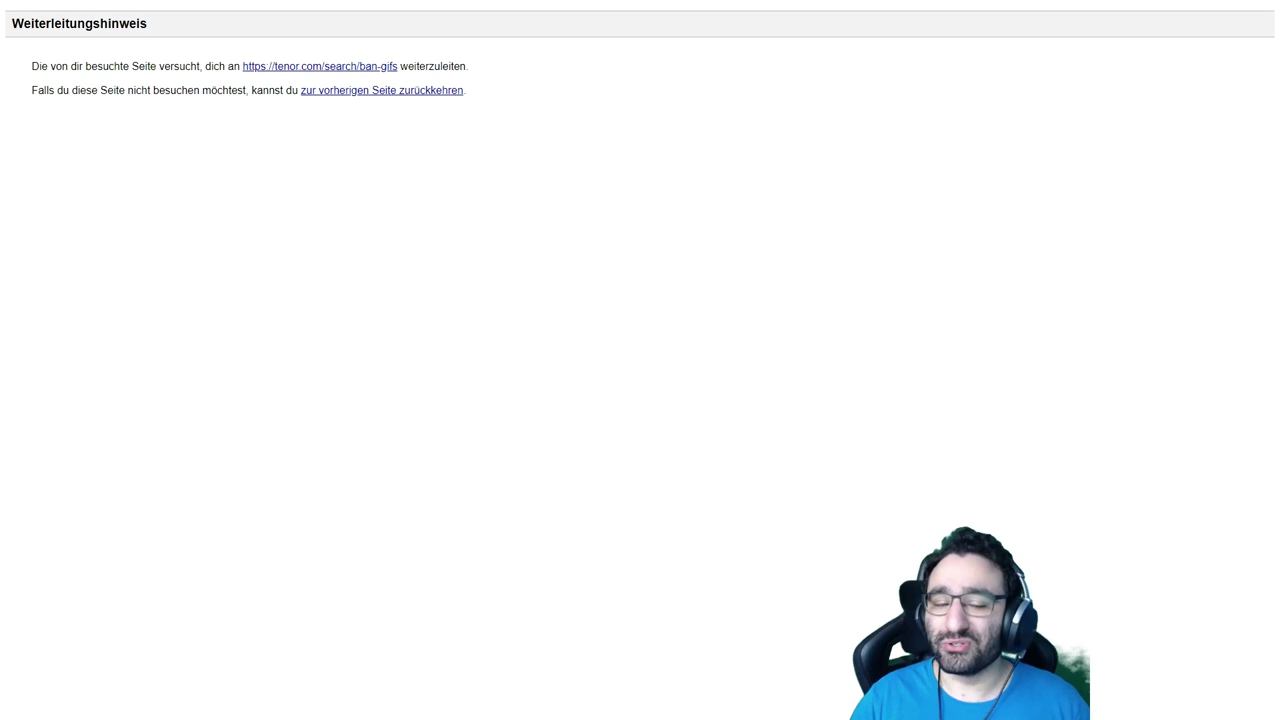 Weiterleitungshinweis
Die von dir besuchte Seite versucht, dich an https://tenor.com/search/ban-gifs weiterzuleiten.
Falls du diese Seite nicht besuchen möchtest, kannst du zur vorherigen Seite zurückkehren.